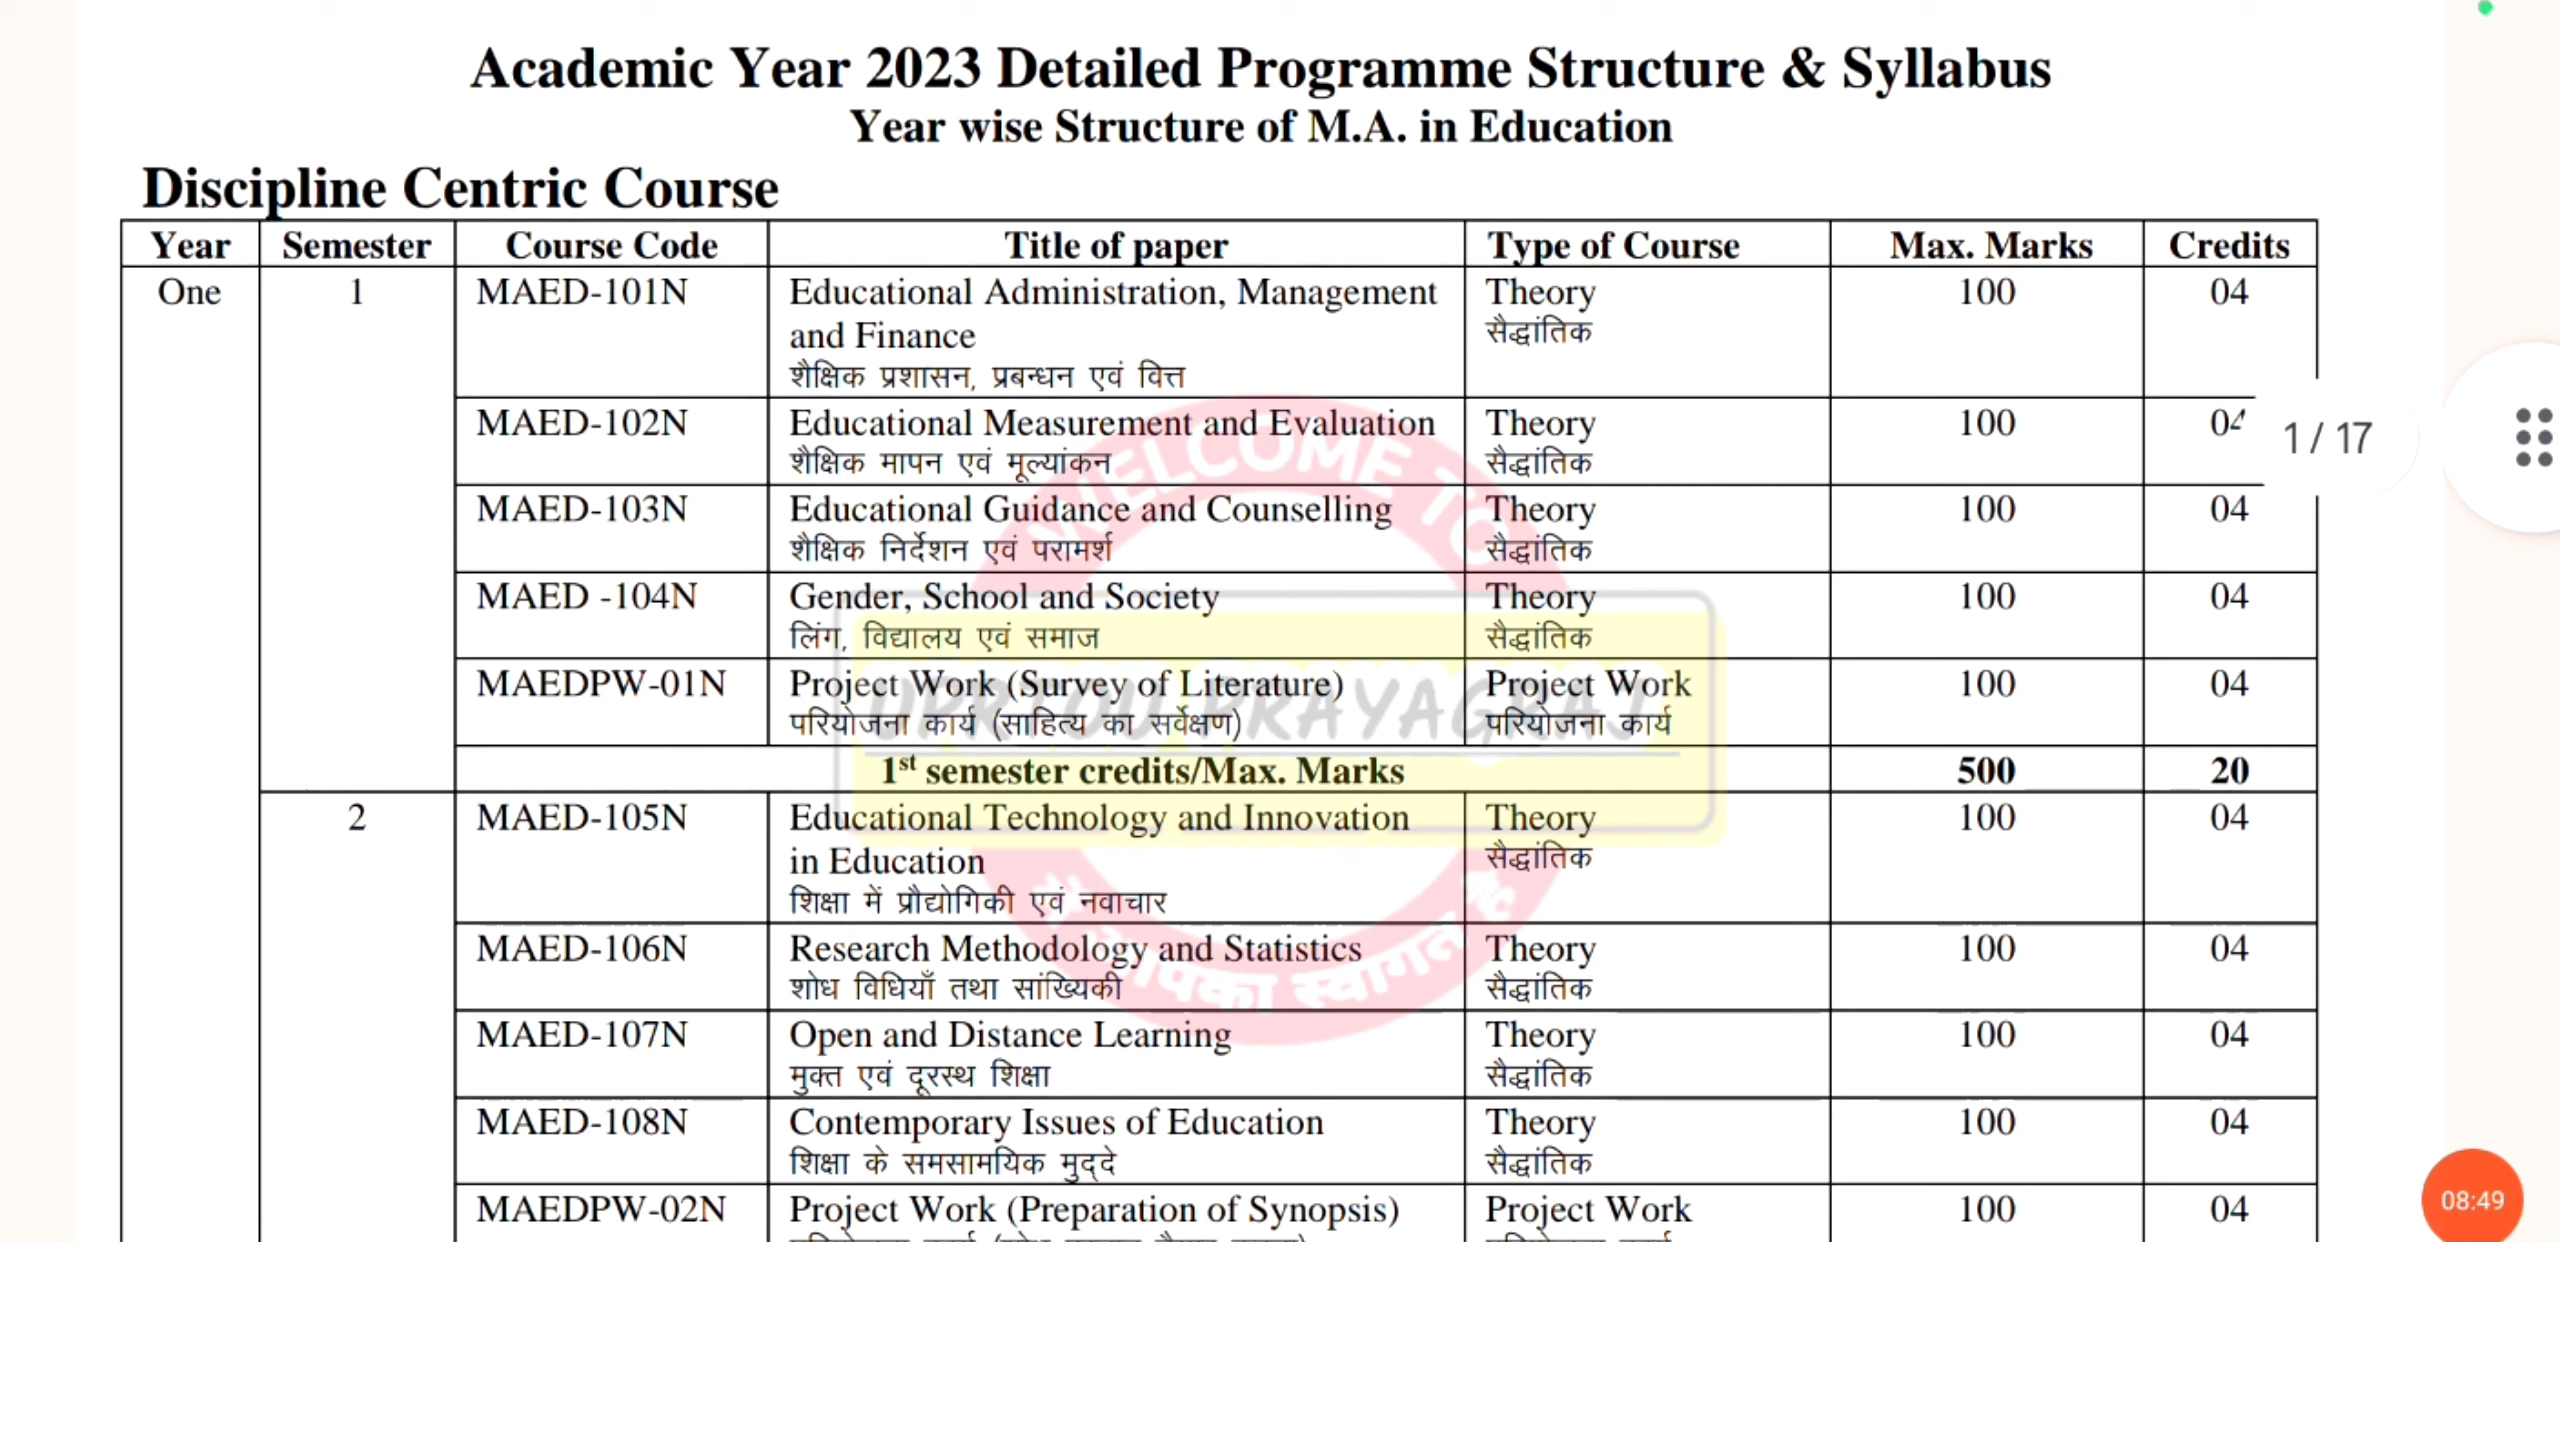 Academic Year 2023 Detailed Programme Structure & Syllabus
Year wise Structure of M.A. in Education
Discipline Centric Course
Year Semester Course Code Title of paper Type of Course Max. Marks Credits
One 1 MAED-101N Educational Administration, Management Theory 100 04
and Finance सैद्धांतिक
शैक्षिक प्रशासन, प्रबन्धन एवं वित्त
MAED-102N Educational Measurement and Evaluation Theory 100 04
शैक्षिक मापन एवं मूल्यांकन सैद्धांतिक
1 / 17
MAED-103N Educational Guidance and Counselling Theory 100 04
शैक्षिक निर्देशन एवं परामर्श सैद्धांतिक
MAED -104N Gender, School and Society Theory 100 04
लिंग, विद्यालय एवं समाज सैद्धांतिक
MAEDPW-01N Project Work (Survey of Literature) Project Work 100 04
परियोजना कार्य (साहित्य का सर्वेक्षण) परियोजना कार्य
1st semester credits/Max. Marks 500 20
2 MAED-105N Educational Technology and Innovation Theory 100 04
in Education सैद्धांतिक
शिक्षा में प्रौद्योगिकी एवं नवाचार
MAED-106N Research Methodology and Statistics Theory 100 04
शोध विधियाँ तथा सांख्यिकी सैद्धांतिक
MAED-107N Open and Distance Learning Theory 100 04
मुक्त एवं दूरस्थ शिक्षा सैद्धांतिक
MAED-108N Contemporary Issues of Education Theory 100 04
शिक्षा के समसामयिक मुद्दे सैद्धांतिक
MAEDPW-02N Project Work (Preparation of Synopsis) Project Work 100 04
08:49
WELCOME TO
UPRTOU PRAYAGRAJ
में आपका स्वागत है